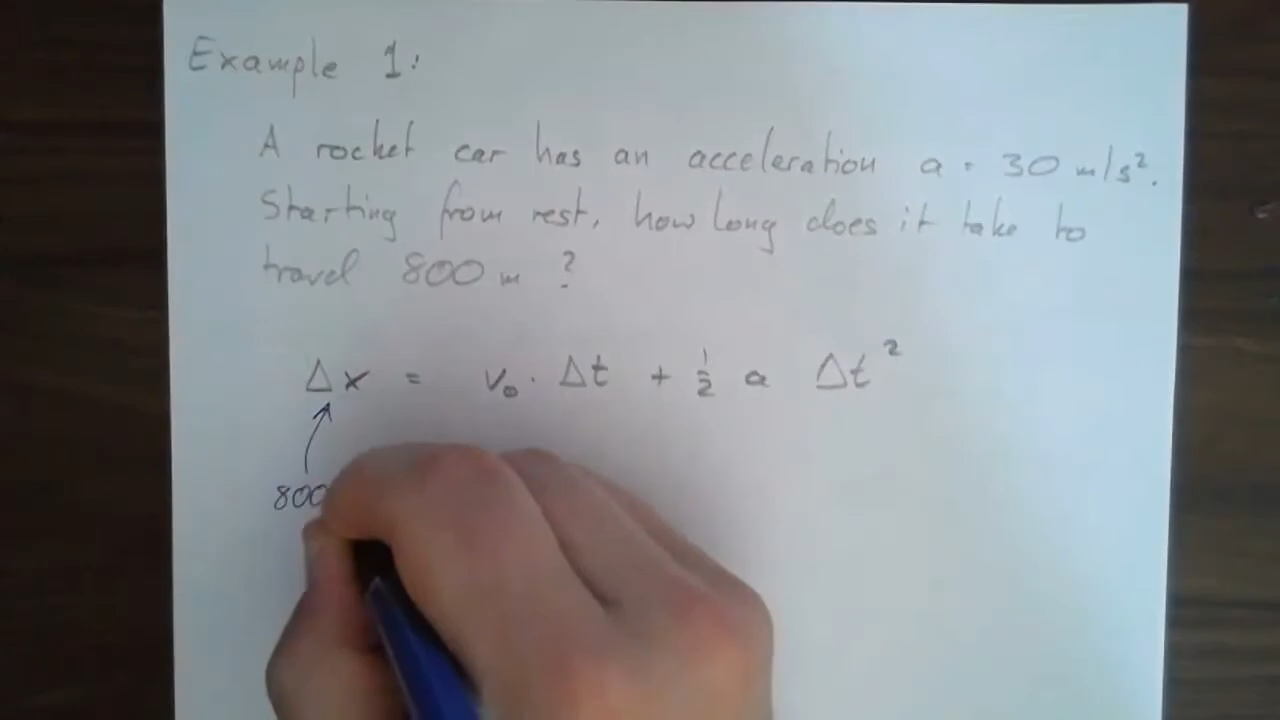 Example 1:
A rocket car has an acceleration a = 30 m/s².
Starting from rest, how long does it take to
travel 800 m ?
Δx = v₀ · Δt + ½ a Δt²
800